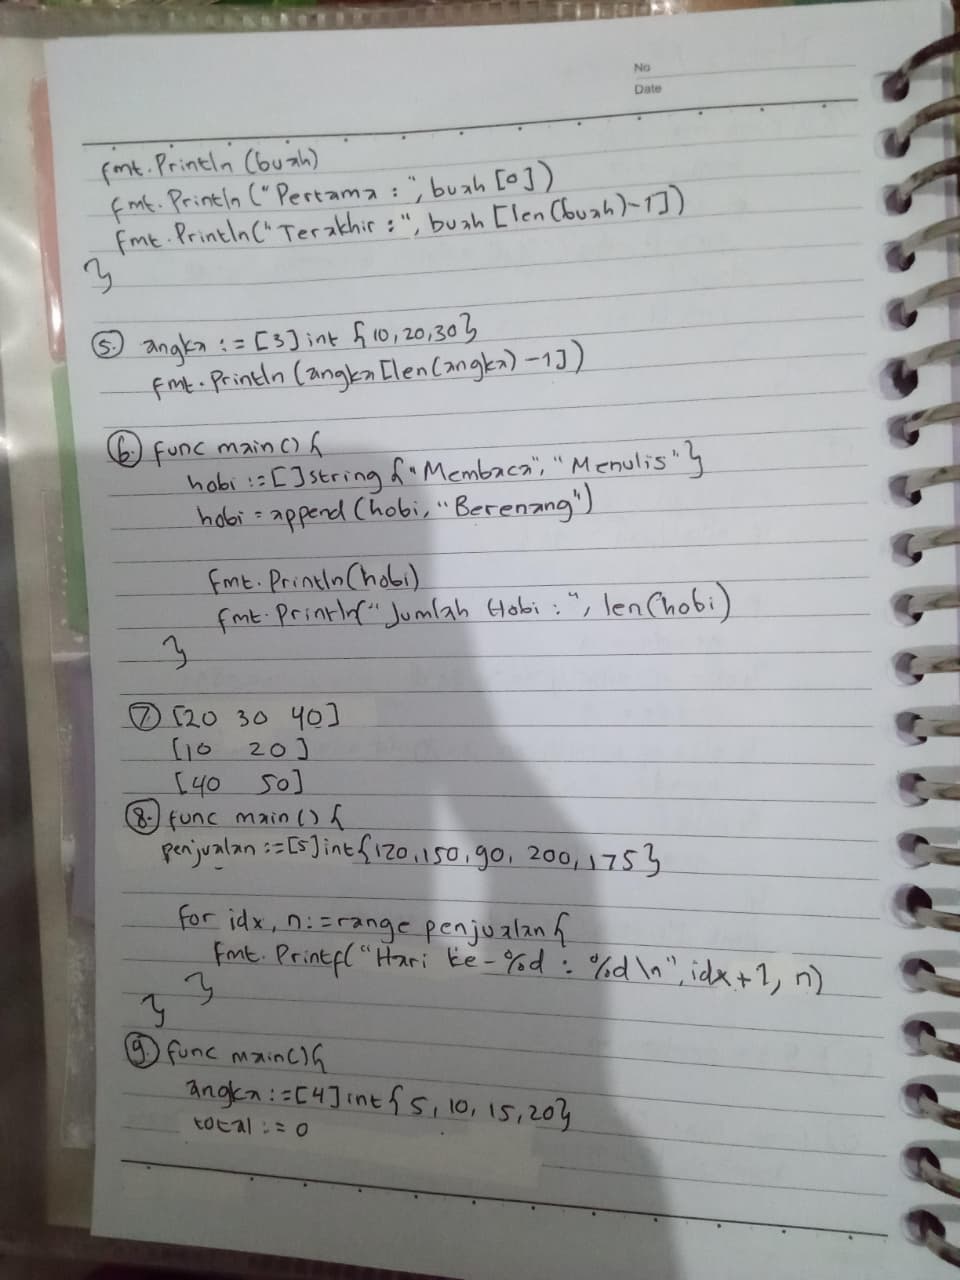 No
Date
fmt.Println (buah)
fmt.Println ("Pertama :", buah [0])
fmt.Println("Terakhir :", buah [len(buah)-1])
}
5. angka := [3] int {10, 20, 30}
fmt.Println (angka [len(angka) -1])
6. func main() {
hobi := []string {"Membaca", "Menulis"}
hobi = append (hobi, "Berenang")
fmt.Println(hobi)
fmt.Println("Jumlah Hobi :", len(hobi)
}
7. [20 30 40]
[10 20]
[40 50]
8. func main () {
penjualan := [5] int {120, 150, 90, 200, 175}
for idx, n := range penjualan {
fmt. Printf("Hari ke-%d : %d \n", idx+1, n)
}
}
9. func main() {
angka := [4] int { 5, 10, 15, 20}
total := 0